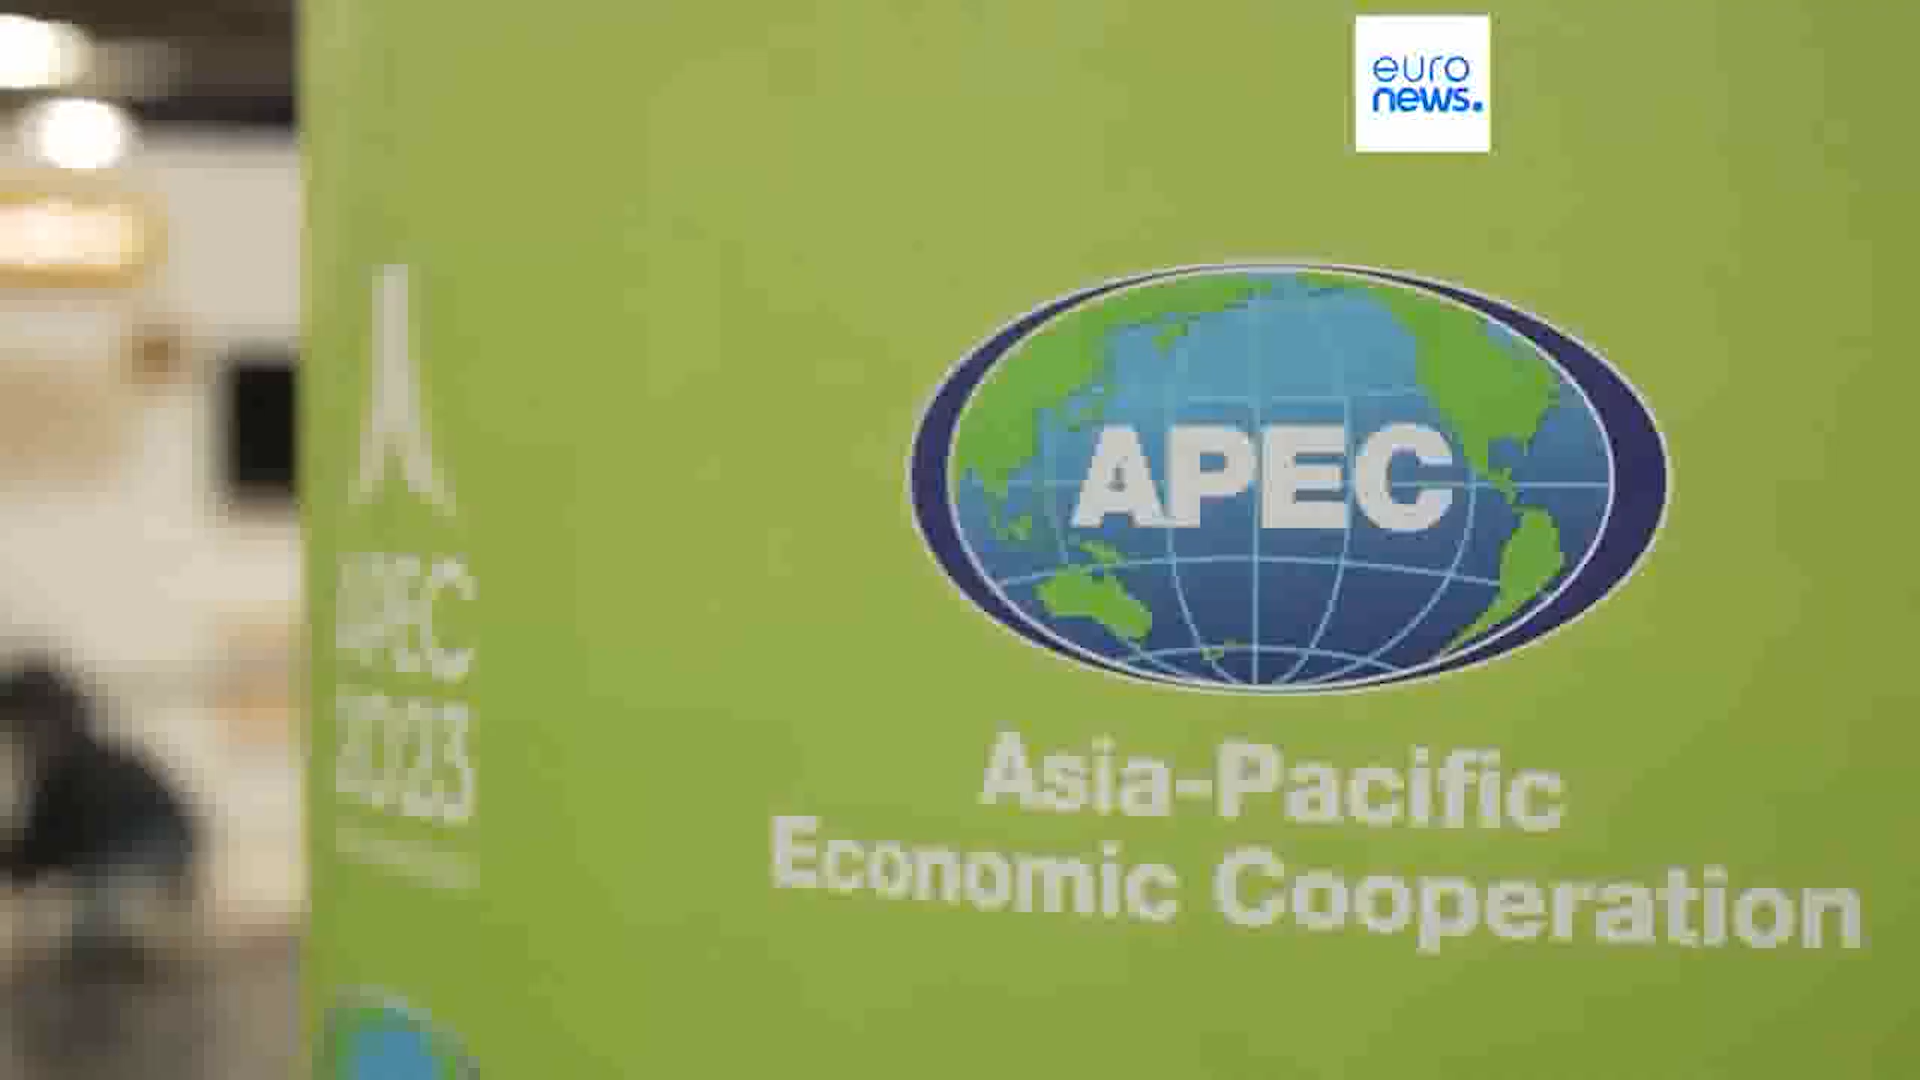 euro
news.
APEC
Asia-Pacific
Economic Cooperation
APEC
2023